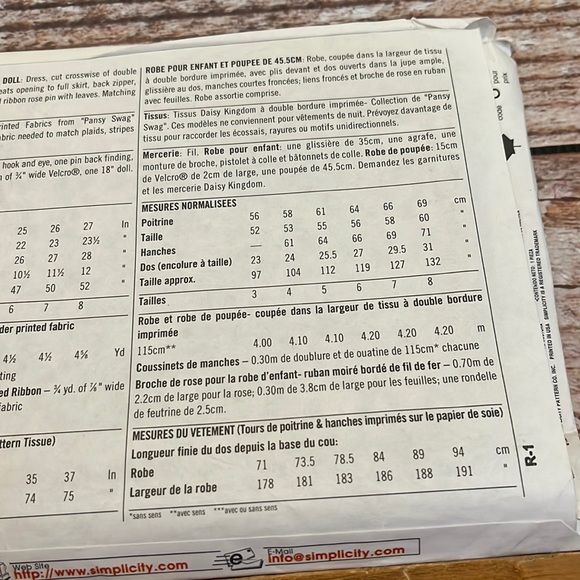 DOLL: Dress, cut crosswise of double
eats opening to full skirt, back zipper,
ribbon rose pin with leaves. Matching
inted Fabrics from "Pansy Swag"
bric needed to match plaids, stripes
hook and eye, one pin back finding,
of ¾" wide Velcro®, one 18" doll.
25 26 27 In
22 23 23½ "
26 27 28 "
10½ 11½ 12 "
47 50 52 "
6 7 8
der printed fabric
4½ 4½ 4⅝ Yd
ting
ed Ribbon – ¾ yd. of ⅞" wide
abric
ttern Tissue)
35 37 In
74 75 "
ROBE POUR ENFANT ET POUPEE DE 45.5CM: Robe, coupée dans la largeur de tissu
à double bordure imprimée, avec plis devant et dos ouverts dans la jupe ample,
glissière au dos, manches courtes froncées; liens froncés et broche de rose en ruban
avec feuilles. Robe assortie comprise.
Tissus: Tissus Daisy Kingdom à double bordure imprimée- Collection de "Pansy
Swag". Ces modèles ne conviennent pour vêtements de nuit. Prévoyez davantage de
tissu pour raccorder les écossais, rayures ou motifs unidirectionnels.
Mercerie: Fil. Robe pour enfant: une glissière de 35cm, une agrafe, une
monture de broche, pistolet à colle et bâtonnets de colle. Robe de poupée: 15cm
de Velcro® de 2cm de large, une poupée de 45.5cm. Demandez les garnitures
et les mercerie Daisy Kingdom.
MESURES NORMALISEES
Poitrine 56 58 61 64 66 69 cm
Taille 52 53 55 56 58 60 "
Hanches — 61 64 66 69 71 "
Dos (encolure à taille) 23 24 25.5 27 29.5 31 "
Taille approx. 97 104 112 119 127 132 "
Tailles 3 4 5 6 7 8
Robe et robe de poupée- coupée dans la largeur de tissu à double bordure
imprimée
115cm** 4.00 4.10 4.10 4.20 4.20 4.20 m
Coussinets de manches – 0.30m de doublure et de ouatine de 115cm* chacune
Broche de rose pour la robe d'enfant- ruban moiré bordé de fil de fer – 0.70m de
2.2cm de large pour la rose; 0.30m de 3.8cm de large pour les feuilles; une rondelle
de feutrine de 2.5cm.
MESURES DU VETEMENT (Tours de poitrine & hanches imprimés sur le papier de soie)
Longueur finie du dos depuis la base du cou:
Robe 71 73.5 78.5 84 89 94 cm
Largeur de la robe 178 181 183 186 188 191 "
*sans sens **avec sens ***avec ou sans sens
code
pour
prix
R-1
PATTERN CO. INC. PRINTED IN USA SIMPLICITY IS A REGISTERED TRADEMARK
Web Site
http://www.simplicity.com
e
E-Mail
info@simplicity.com